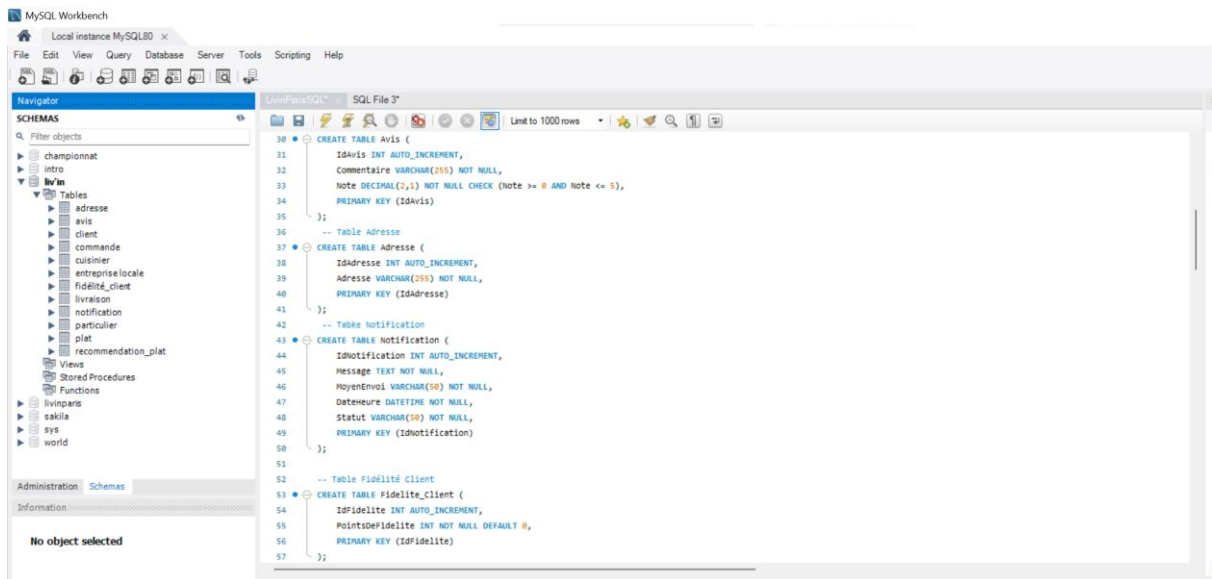 MySQL Workbench
Local instance MySQL80 ×
File Edit View Query Database Server Tools Scripting Help
Navigator
SCHEMAS
Filter objects
championnat
intro
liv'in
Tables
adresse
avis
client
commande
cuisinier
entreprise locale
fidélité_client
livraison
notification
particulier
plat
recommendation_plat
Views
Stored Procedures
Functions
livinparis
sakila
sys
world
Administration Schemas
Information
No object selected
LivinParisSQL* × SQL File 3*
Limit to 1000 rows
30 CREATE TABLE Avis (
31 IdAvis INT AUTO_INCREMENT,
32 Commentaire VARCHAR(255) NOT NULL,
33 Note DECIMAL(2,1) NOT NULL CHECK (Note >= 0 AND Note <= 5),
34 PRIMARY KEY (IdAvis)
35 );
36 -- Table Adresse
37 CREATE TABLE Adresse (
38 IdAdresse INT AUTO_INCREMENT,
39 Adresse VARCHAR(255) NOT NULL,
40 PRIMARY KEY (IdAdresse)
41 );
42 -- Tabke Notification
43 CREATE TABLE Notification (
44 IdNotification INT AUTO_INCREMENT,
45 Message TEXT NOT NULL,
46 MoyenEnvoi VARCHAR(50) NOT NULL,
47 DateHeure DATETIME NOT NULL,
48 Statut VARCHAR(50) NOT NULL,
49 PRIMARY KEY (IdNotification)
50 );
51
52 -- Table Fidélité Client
53 CREATE TABLE Fidelite_Client (
54 IdFidelite INT AUTO_INCREMENT,
55 PointsDeFidelite INT NOT NULL DEFAULT 0,
56 PRIMARY KEY (IdFidelite)
57 );